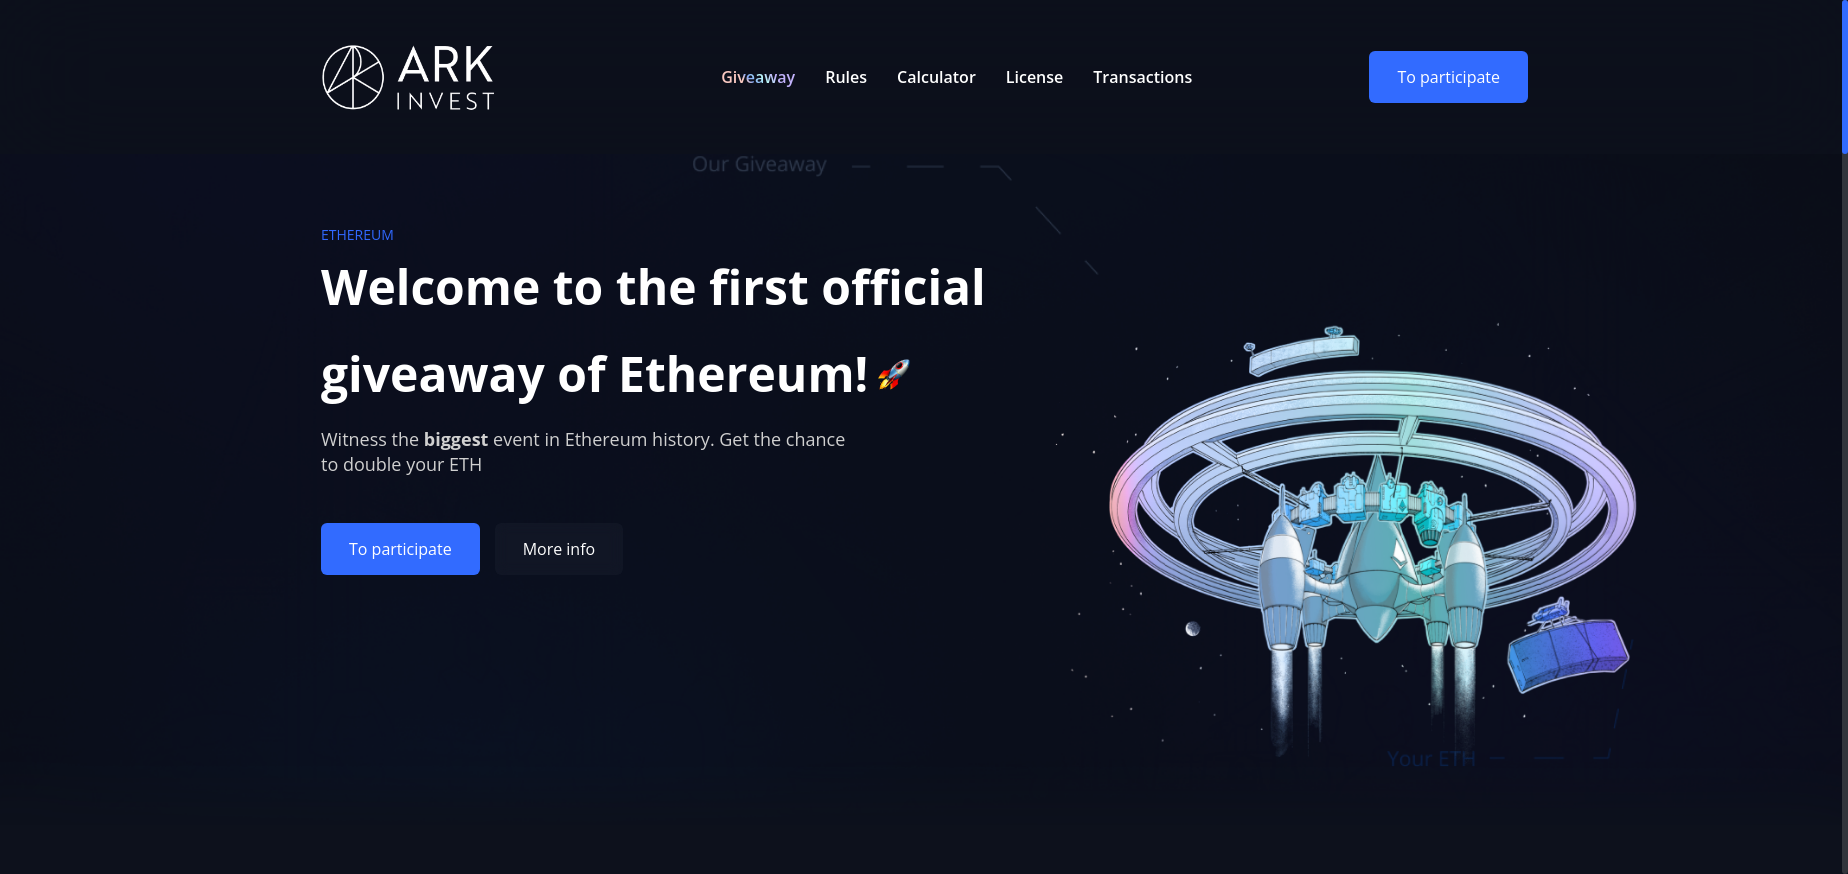 ARK
INVEST
Giveaway Rules Calculator License Transactions
To participate
Our Giveaway
ETHEREUM
Welcome to the first official
giveaway of Ethereum! 🚀
Witness the biggest event in Ethereum history. Get the chance
to double your ETH
To participate More info
Your ETH